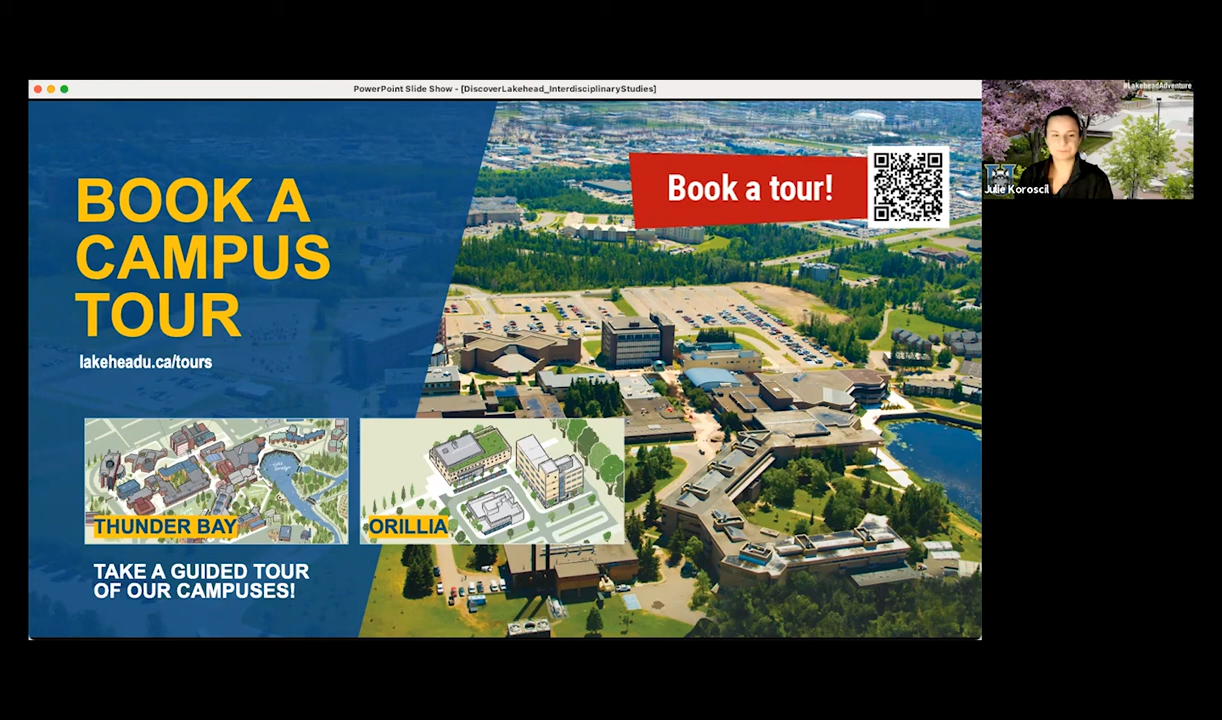 PowerPoint Slide Show - [DiscoverLakehead_InterdisciplinaryStudies]
#LakeheadAdventure
Julie Koroscil
BOOK A
CAMPUS
TOUR
lakeheadu.ca/tours
Book a tour!
THUNDER BAY
ORILLIA
TAKE A GUIDED TOUR
OF OUR CAMPUSES!